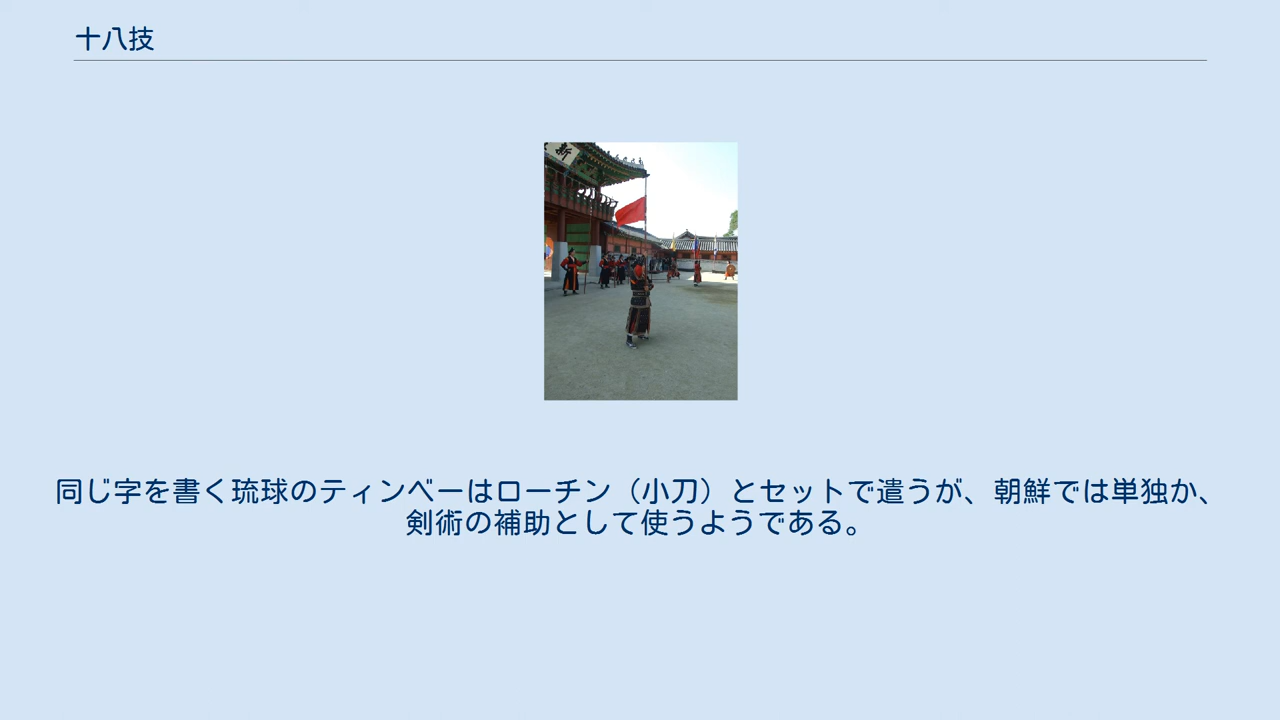 十八技
新
同じ字を書く琉球のティンベーはローチン（小刀）とセットで遣うが、朝鮮では単独か、
剣術の補助として使うようである。